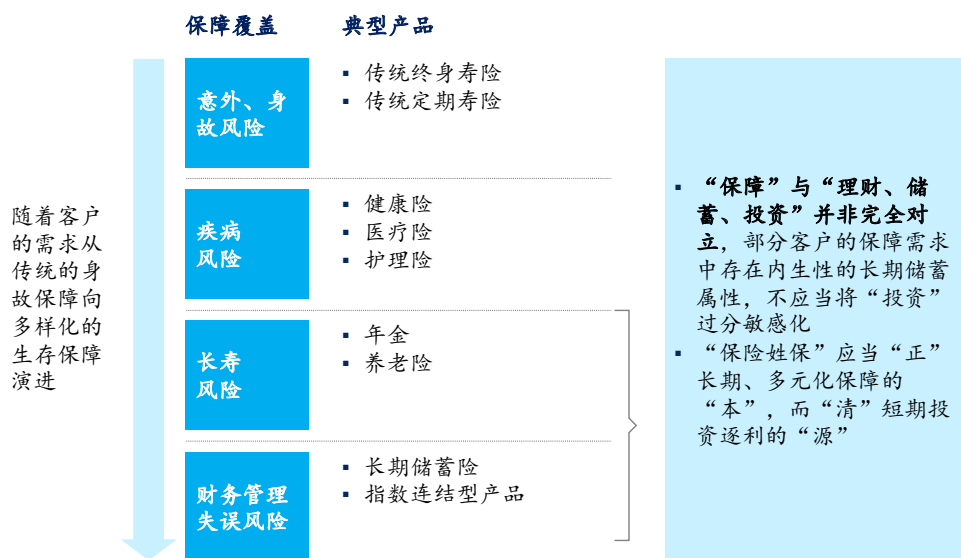 保障覆盖
典型产品
随着客户
的需求从
传统的身
故保障向
多样化的
生存保障
演进
意外、身
故风险
▪ 传统终身寿险
▪ 传统定期寿险
疾病
风险
▪ 健康险
▪ 医疗险
▪ 护理险
长寿
风险
▪ 年金
▪ 养老险
财务管理
失误风险
▪ 长期储蓄险
▪ 指数连结型产品
▪ “保障”与“理财、储
蓄、投资”并非完全对
立，部分客户的保障需求
中存在内生性的长期储蓄
属性，不应当将“投资”
过分敏感化
▪ “保险姓保”应当“正”
长期、多元化保障的
“本”，而“清”短期投
资逐利的“源”